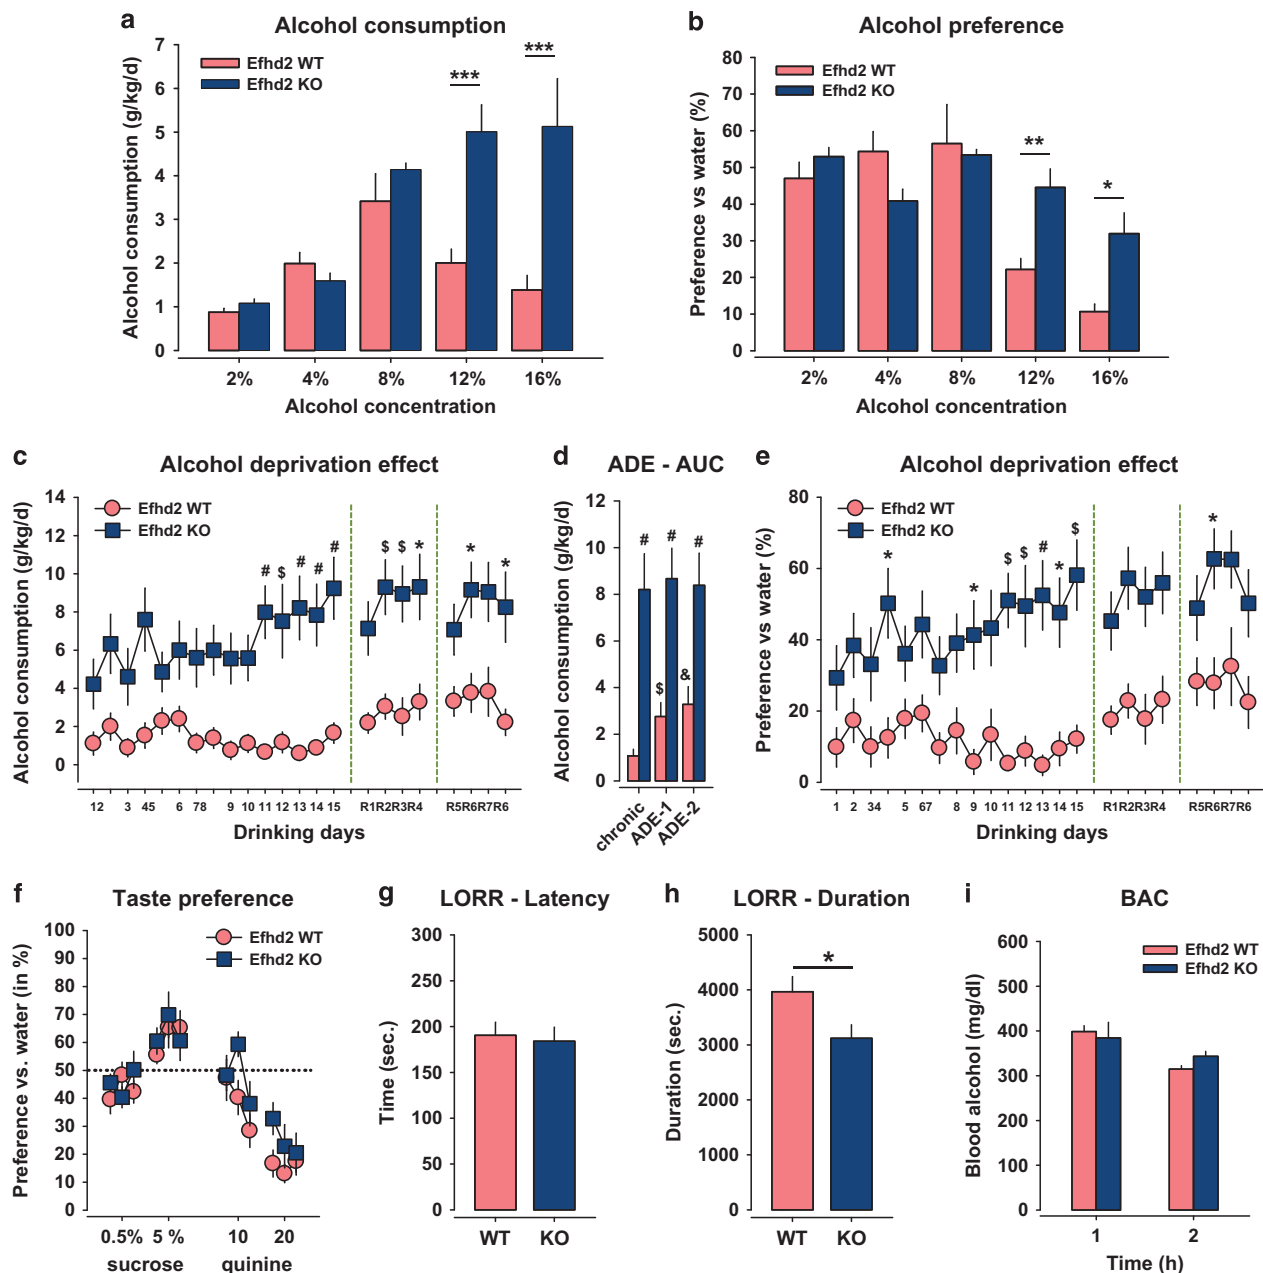 a
Alcohol consumption
Alcohol consumption (g/kg/d)
7
6
5
4
3
2
1
0
Efhd2 WT
Efhd2 KO
***
***
2% 4% 8% 12% 16%
Alcohol concentration
b
Alcohol preference
Preference vs water (%)
80
70
60
50
40
30
20
10
0
Efhd2 WT
Efhd2 KO
**
*
2% 4% 8% 12% 16%
Alcohol concentration
c
Alcohol deprivation effect
Alcohol consumption (g/kg/d)
14
12
10
8
6
4
2
0
Efhd2 WT
Efhd2 KO
# $ # # # $ $ * * *
12 3 45 6 78 9 10 11 12 13 14 15 R1R2R3R4 R5R6R7R6
Drinking days
d
ADE - AUC
Alcohol consumption (g/kg/d)
12
10
8
6
4
2
0
# # #
$ &
chronic
ADE-1
ADE-2
e
Alcohol deprivation effect
Preference vs water (%)
80
60
40
20
0
Efhd2 WT
Efhd2 KO
* * $ $ # * $ *
1 2 34 5 67 8 9 10 11 12 13 14 15 R1R2R3R4 R5R6R7R6
Drinking days
f
Taste preference
Preference vs. water (in %)
100
90
80
70
60
50
40
30
20
10
0
Efhd2 WT
Efhd2 KO
0.5% 5 % 10 20
sucrose quinine
g
LORR - Latency
Time (sec.)
300
250
200
150
100
50
0
WT KO
h
LORR - Duration
Duration (sec.)
5000
4000
3000
2000
1000
0
*
WT KO
i
BAC
Blood alcohol (mg/dl)
600
500
400
300
200
100
0
Efhd2 WT
Efhd2 KO
1 2
Time (h)